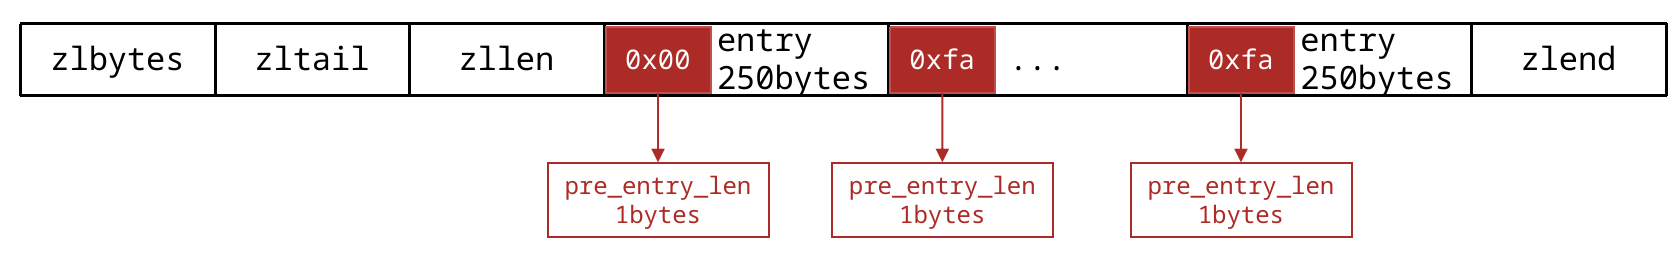 zlbytes zltail zllen 0x00 entry 250bytes 0xfa ... 0xfa entry 250bytes zlend
pre_entry_len pre_entry_len pre_entry_len
1bytes 1bytes 1bytes